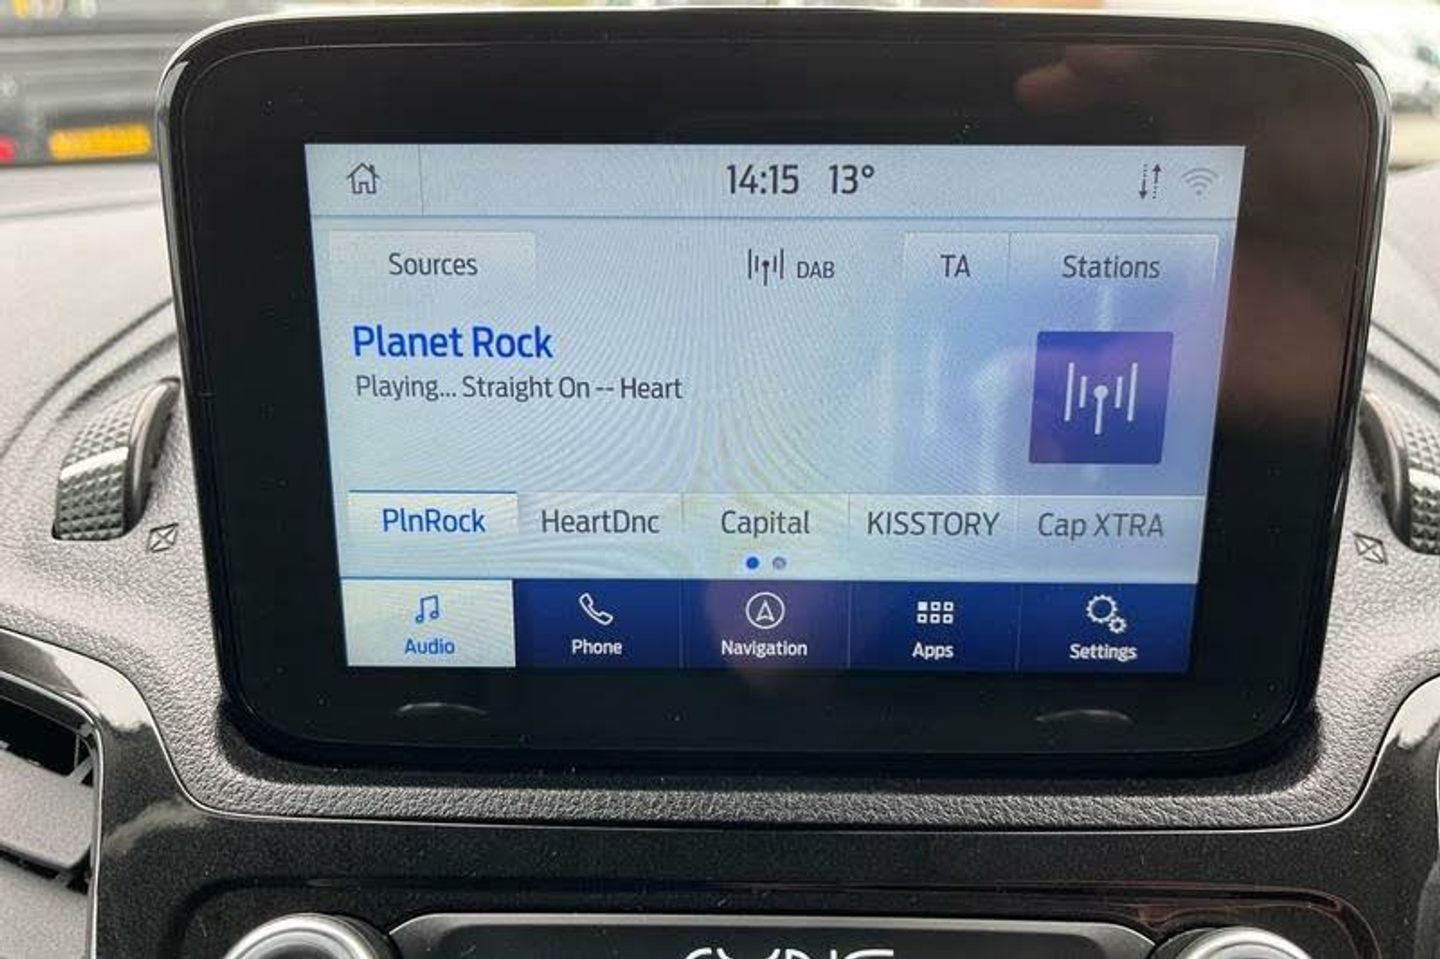 14:15 13°
Sources DAB TA Stations
Planet Rock
Playing... Straight On -- Heart
PlnRock HeartDnc Capital KISSTORY Cap XTRA
Audio Phone Navigation Apps Settings
SYNC